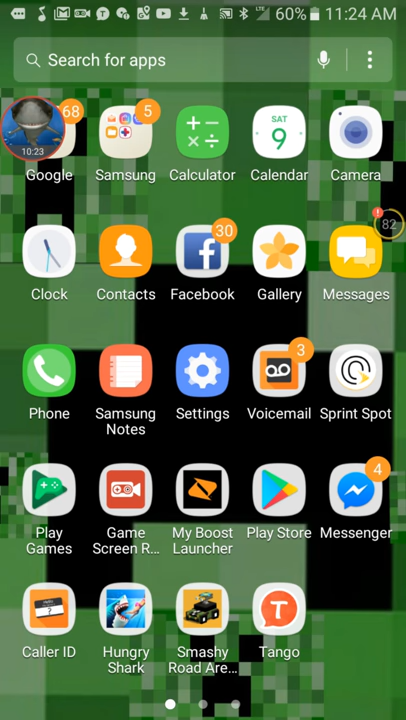 60% 11:24 AM
Search for apps
68
5
SAT
9
10:23
Google Samsung Calculator Calendar Camera
30
! 82
Clock Contacts Facebook Gallery Messages
3
Phone Samsung Notes Settings Voicemail Sprint Spot
4
Play Games Game Screen R... My Boost Launcher Play Store Messenger
?
T
Caller ID Hungry Shark Smashy Road Are... Tango